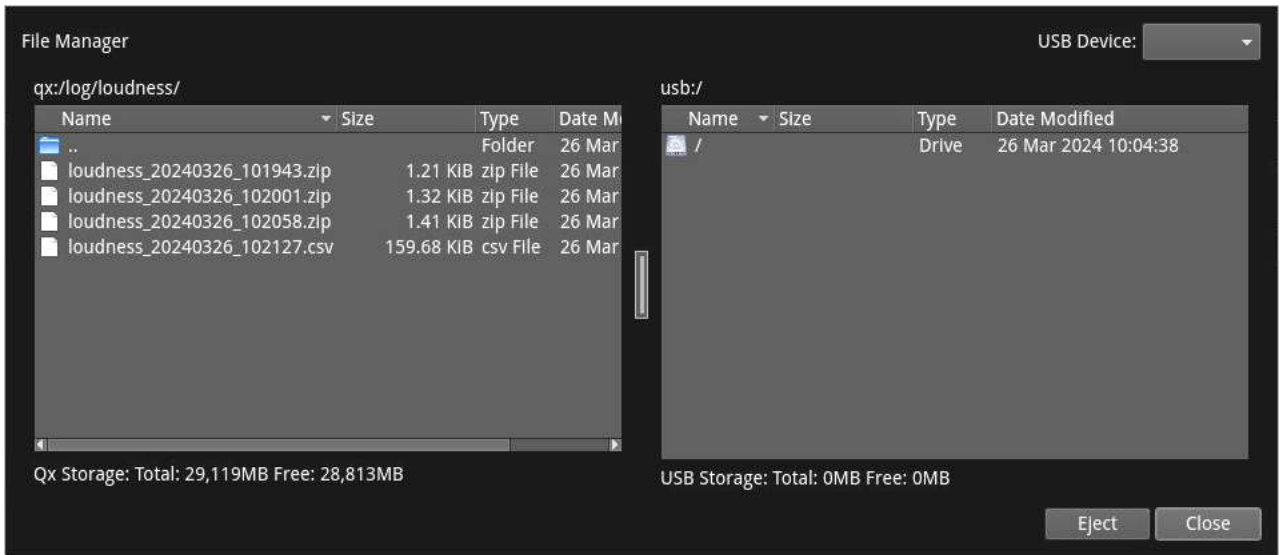 File Manager USB Device:
qx:/log/loudness/
Name Size Type Date M
.. Folder 26 Mar
loudness_20240326_101943.zip 1.21 KiB zip File 26 Mar
loudness_20240326_102001.zip 1.32 KiB zip File 26 Mar
loudness_20240326_102058.zip 1.41 KiB zip File 26 Mar
loudness_20240326_102127.csv 159.68 KiB csv File 26 Mar
Qx Storage: Total: 29,119MB Free: 28,813MB
usb:/
Name Size Type Date Modified
/ Drive 26 Mar 2024 10:04:38
USB Storage: Total: 0MB Free: 0MB
Eject Close